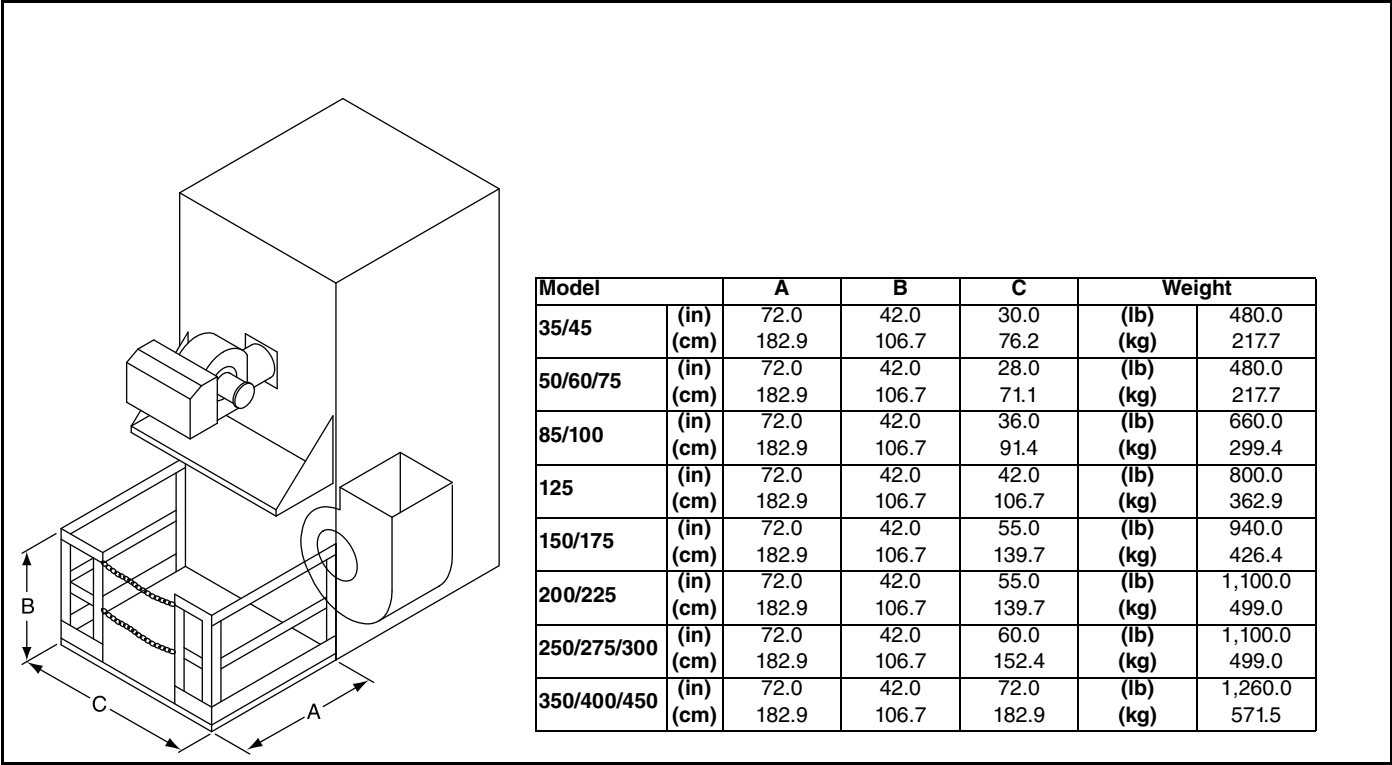 Model A B C Weight
35/45 (in) 72.0 42.0 30.0 (lb) 480.0
(cm) 182.9 106.7 76.2 (kg) 217.7
50/60/75 (in) 72.0 42.0 28.0 (lb) 480.0
(cm) 182.9 106.7 71.1 (kg) 217.7
85/100 (in) 72.0 42.0 36.0 (lb) 660.0
(cm) 182.9 106.7 91.4 (kg) 299.4
125 (in) 72.0 42.0 42.0 (lb) 800.0
(cm) 182.9 106.7 106.7 (kg) 362.9
150/175 (in) 72.0 42.0 55.0 (lb) 940.0
(cm) 182.9 106.7 139.7 (kg) 426.4
200/225 (in) 72.0 42.0 55.0 (lb) 1,100.0
(cm) 182.9 106.7 139.7 (kg) 499.0
250/275/300 (in) 72.0 42.0 60.0 (lb) 1,100.0
(cm) 182.9 106.7 152.4 (kg) 499.0
350/400/450 (in) 72.0 42.0 72.0 (lb) 1,260.0
(cm) 182.9 106.7 182.9 (kg) 571.5
B
C
A